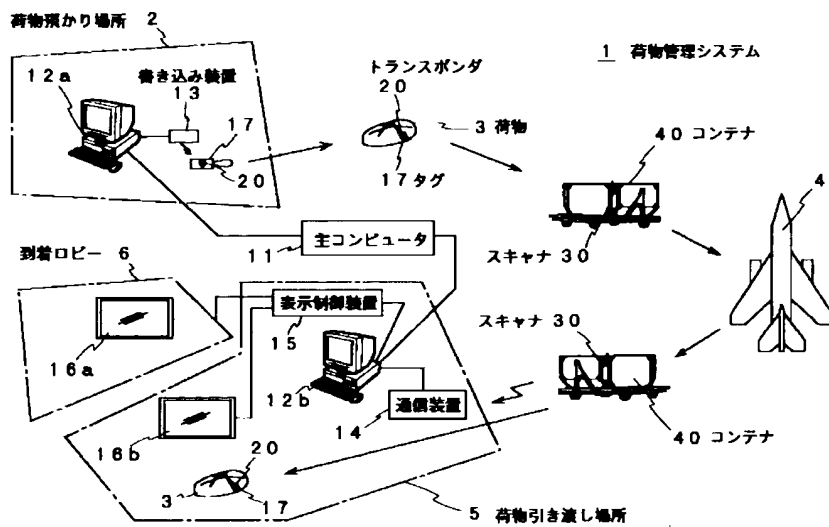 荷物預かり場所 2
1 荷物管理システム
12a
書き込み装置
13
17
20
トランスポンダ
20
3 荷物
17 タグ
40 コンテナ
4
スキャナ 30
11
主コンピュータ
到着ロビー 6
表示制御装置
15
スキャナ 30
16a
12b
通信装置
14
40 コンテナ
16b
20
3
17
5 荷物引き渡し場所